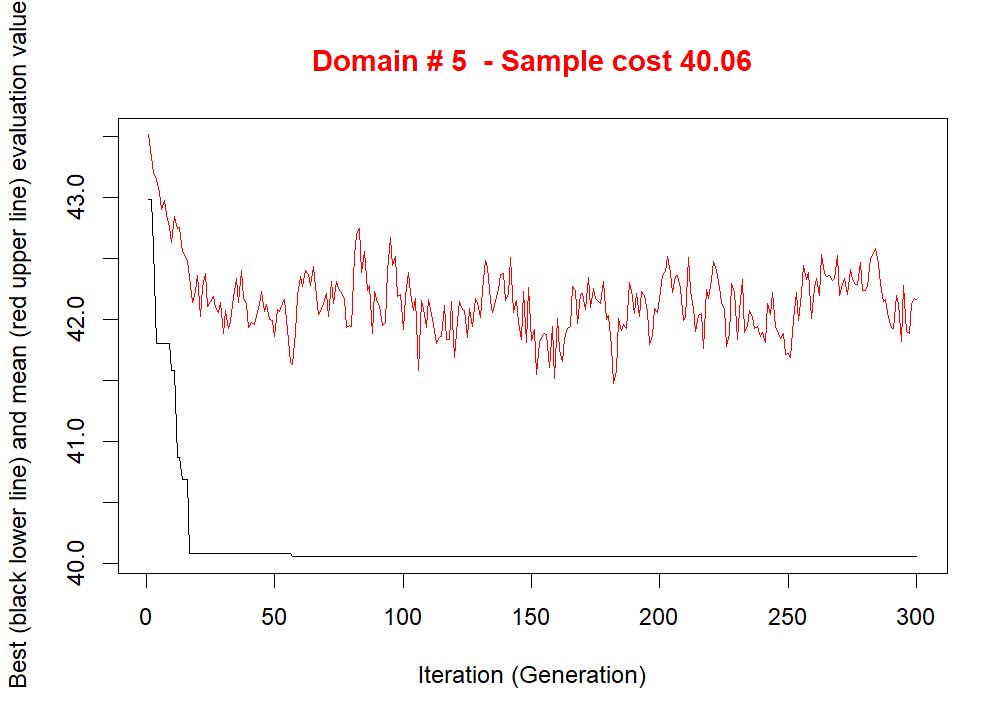 Domain # 5  - Sample cost 40.06
Best (black lower line) and mean (red upper line) evaluation value
43.0
42.0
41.0
40.0
0 50 100 150 200 250 300
Iteration (Generation)